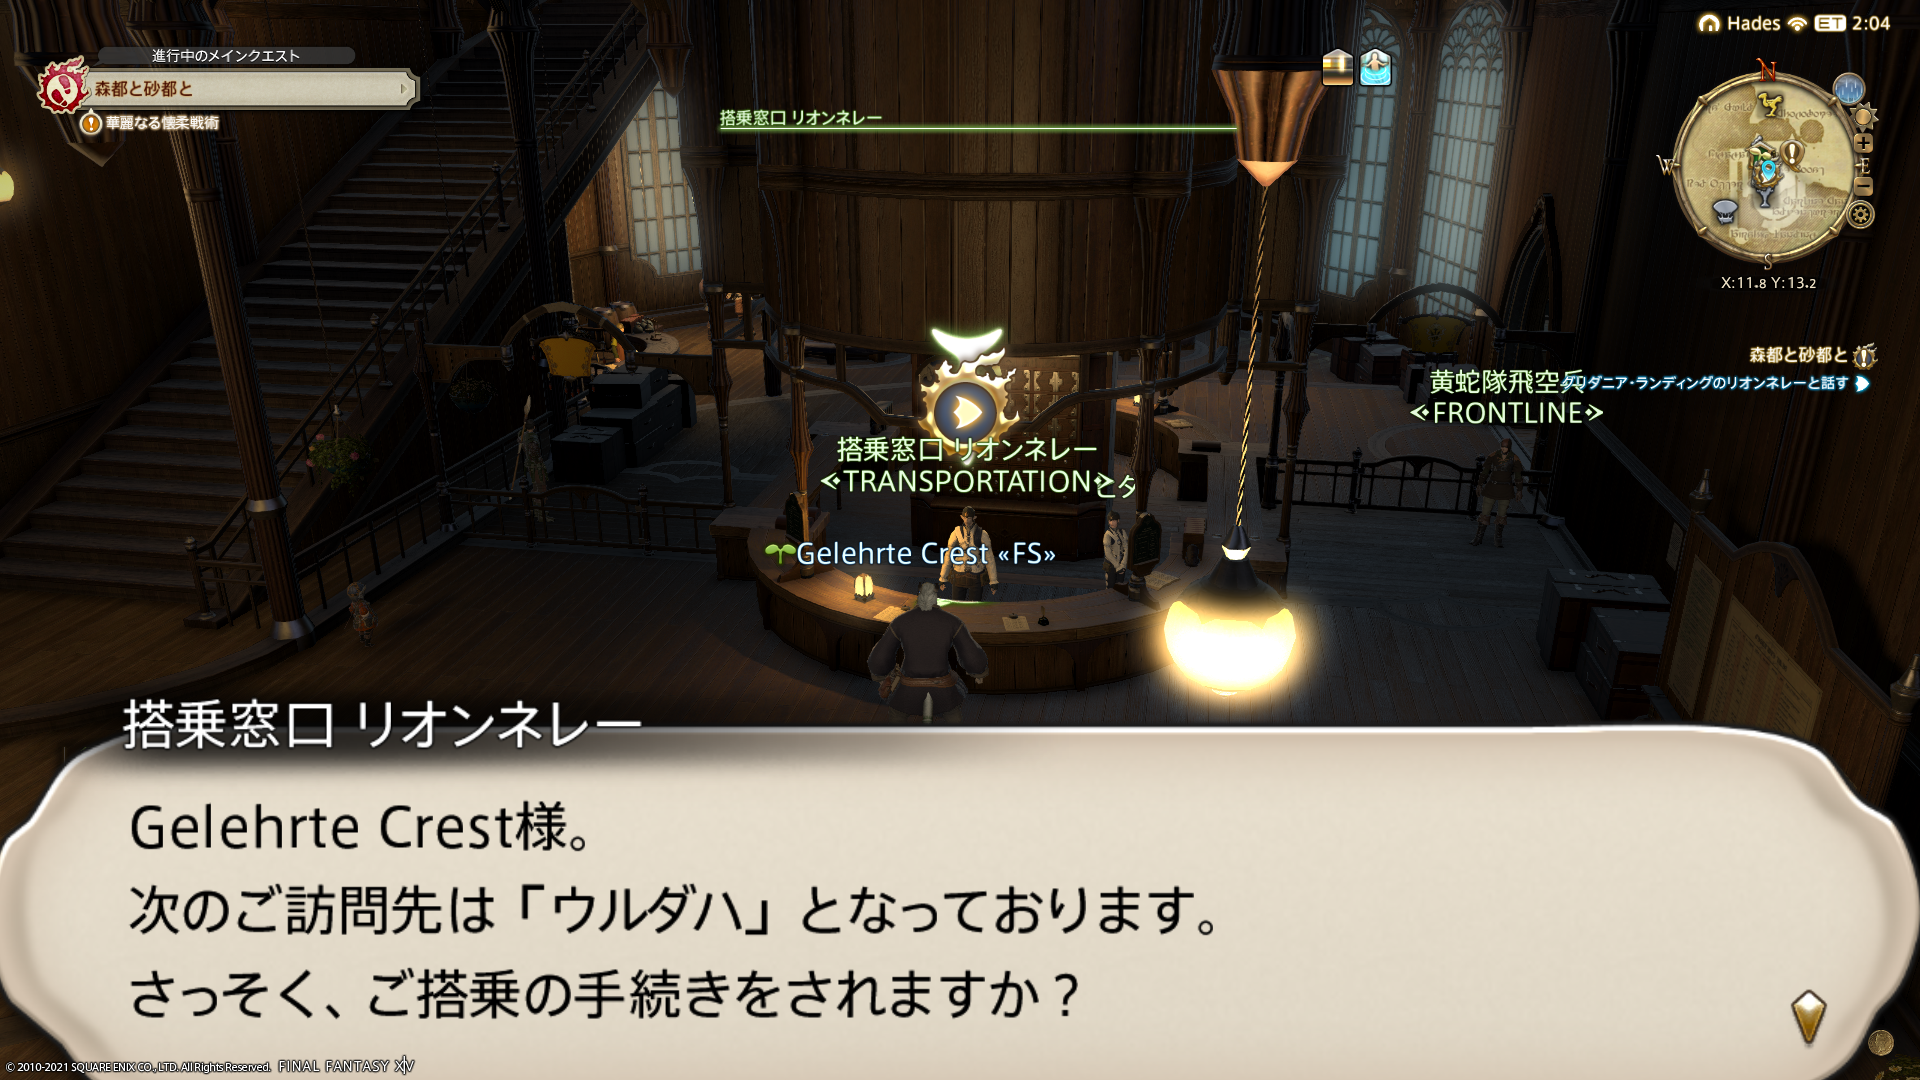 進行中のメインクエスト
森都と砂都と
華麗なる懐柔戦術
搭乗窓口 リオンネレー
Hades ET 2:04
N
W
E
S
X:11.8 Y:13.2
森都と砂都と
グリダニア・ランディングのリオンネレーと話す
黄蛇隊飛空兵
<FRONTLINE>
搭乗窓口 リオンネレー
<TRANSPORTATION>
Gelehrte Crest «FS»
搭乗窓口 リオンネレー
Gelehrte Crest様。
次のご訪問先は「ウルダハ」となっております。
さっそく、ご搭乗の手続きをされますか？
© 2010-2021 SQUARE ENIX CO., LTD. All Rights Reserved. FINAL FANTASY XIV